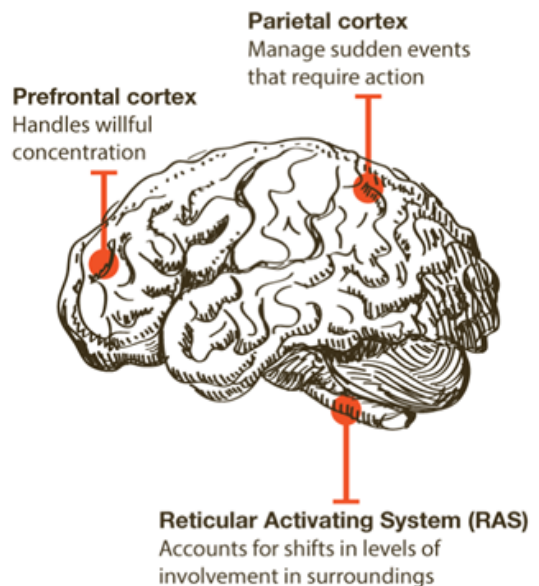 Parietal cortex
Manage sudden events
that require action
Prefrontal cortex
Handles willful
concentration
Reticular Activating System (RAS)
Accounts for shifts in levels of
involvement in surroundings